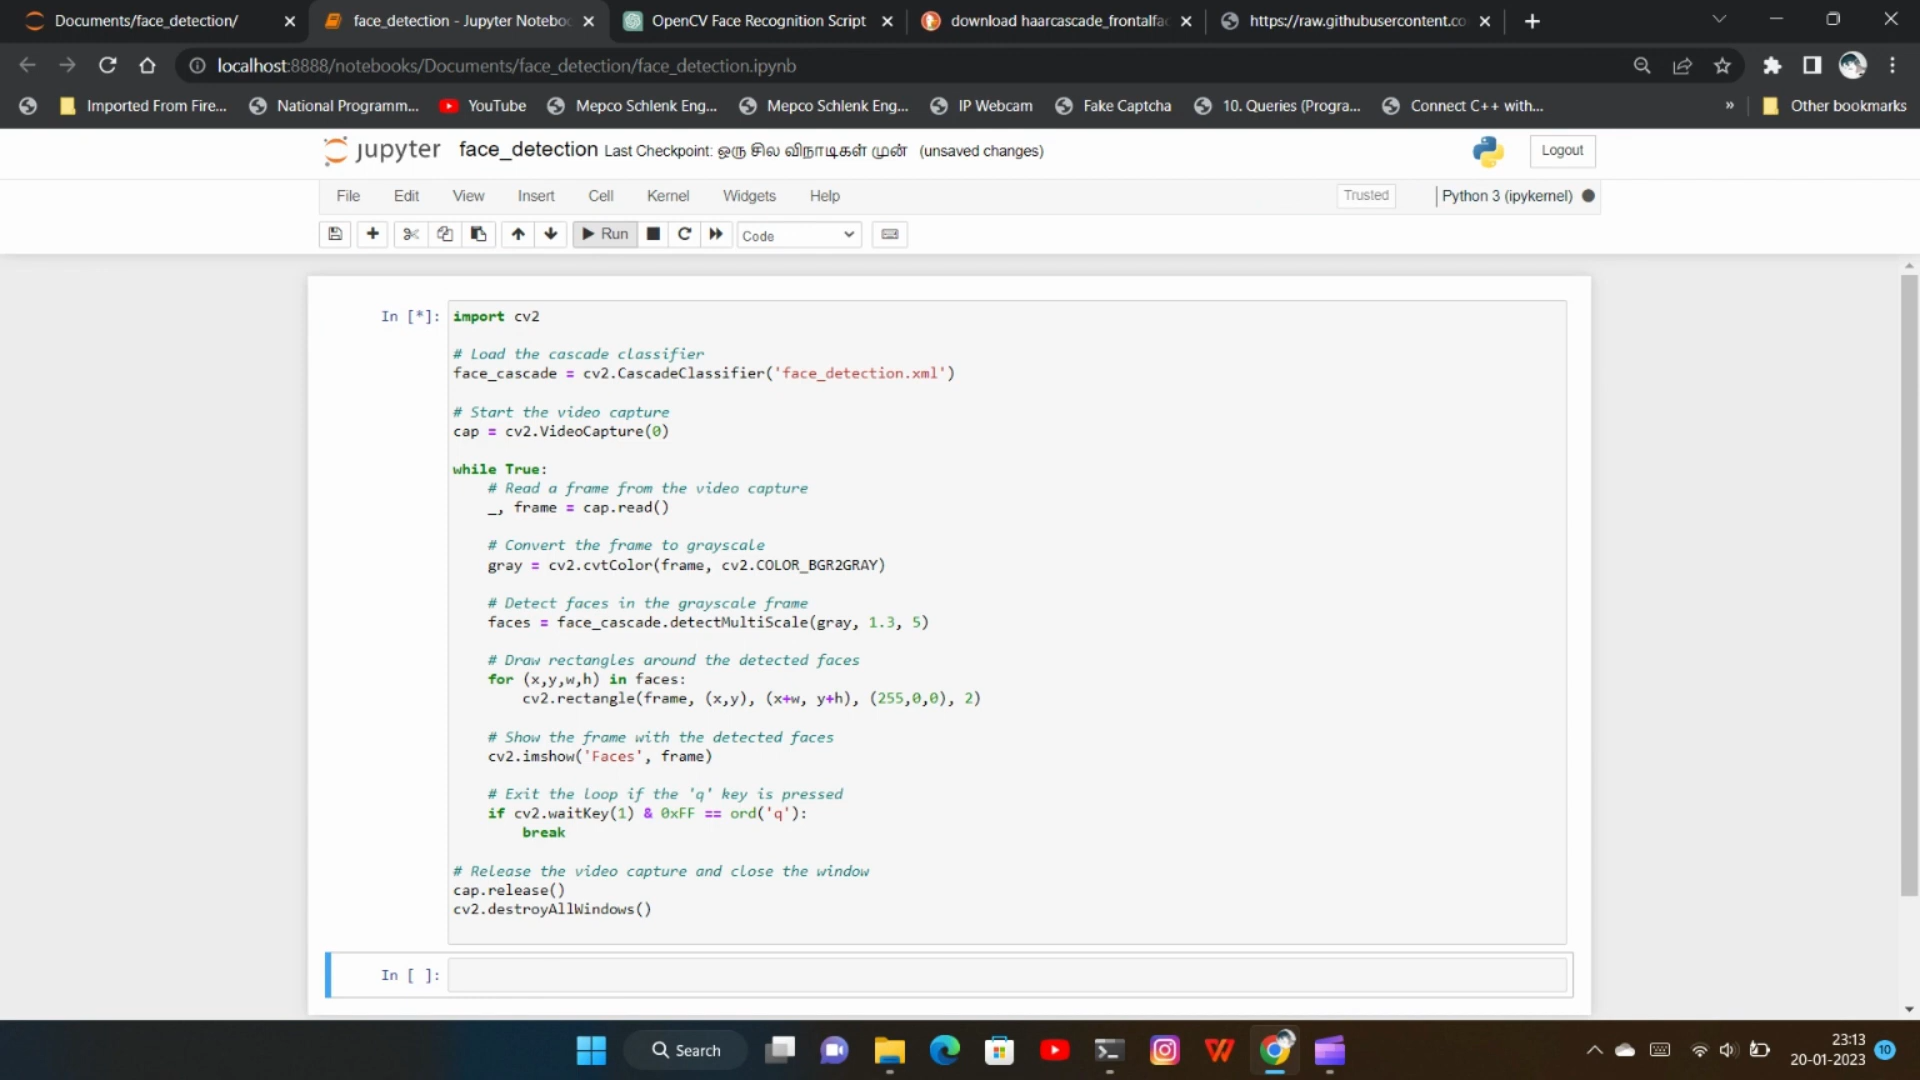 Documents/face_detection/
face_detection - Jupyter Notebo
OpenCV Face Recognition Script
download haarcascade_frontalfa
https://raw.githubusercontent.co
localhost:8888/notebooks/Documents/face_detection/face_detection.ipynb
Imported From Fire...
National Programm...
YouTube
Mepco Schlenk Eng...
Mepco Schlenk Eng...
IP Webcam
Fake Captcha
10. Queries (Progra...
Connect C++ with...
»
Other bookmarks
jupyter face_detection Last Checkpoint: ஒரு சில விநாடிகள் முன் (unsaved changes)
Logout
File Edit View Insert Cell Kernel Widgets Help
Trusted
Python 3 (ipykernel)
Run
Code
In [*]:
import cv2
# Load the cascade classifier
face_cascade = cv2.CascadeClassifier('face_detection.xml')
# Start the video capture
cap = cv2.VideoCapture(0)
while True:
# Read a frame from the video capture
_, frame = cap.read()
# Convert the frame to grayscale
gray = cv2.cvtColor(frame, cv2.COLOR_BGR2GRAY)
# Detect faces in the grayscale frame
faces = face_cascade.detectMultiScale(gray, 1.3, 5)
# Draw rectangles around the detected faces
for (x,y,w,h) in faces:
cv2.rectangle(frame, (x,y), (x+w, y+h), (255,0,0), 2)
# Show the frame with the detected faces
cv2.imshow('Faces', frame)
# Exit the loop if the 'q' key is pressed
if cv2.waitKey(1) & 0xFF == ord('q'):
break
# Release the video capture and close the window
cap.release()
cv2.destroyAllWindows()
In [ ]:
Search
23:13
20-01-2023
10